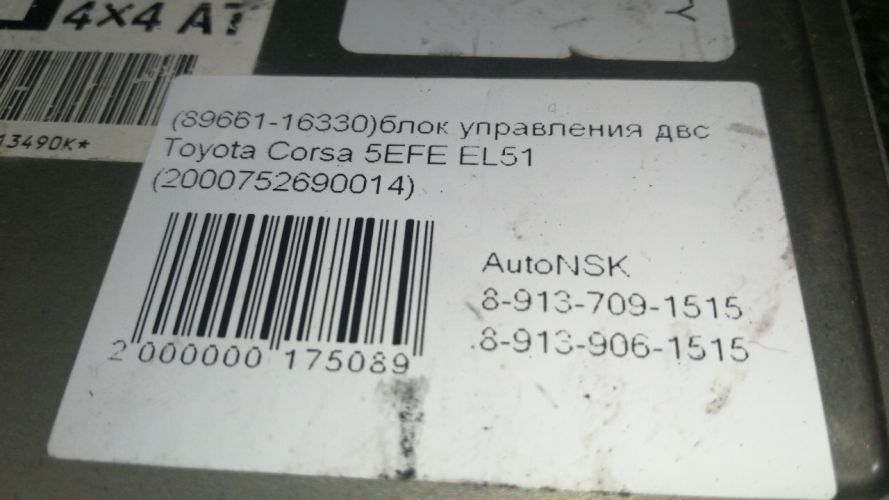 4X4 AT
13490K*
Y
(89661-16330)блок управления двс
Toyota Corsa 5EFE EL51
(2000752690014)
2 000000 175089
AutoNSK
8-913-709-1515
8-913-906-1515